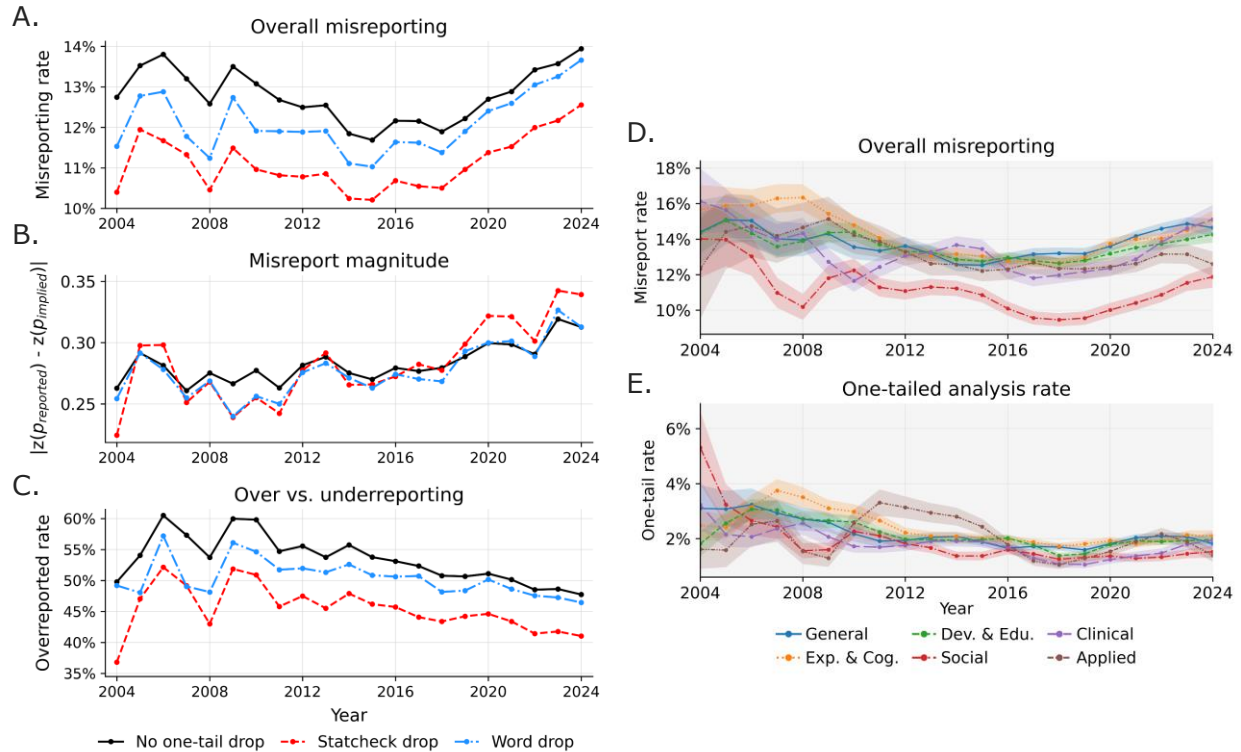 A.
Overall misreporting
Misreporting rate
14%
13%
12%
11%
10%
2004 2008 2012 2016 2020 2024
B.
Misreport magnitude
|z(p_reported) - z(p_implied)|
0.35
0.30
0.25
2004 2008 2012 2016 2020 2024
C.
Over vs. underreporting
Overreported rate
60%
55%
50%
45%
40%
35%
2004 2008 2012 2016 2020 2024
Year
No one-tail drop Statcheck drop Word drop
D.
Overall misreporting
Misreport rate
18%
16%
14%
12%
10%
2004 2008 2012 2016 2020 2024
E.
One-tailed analysis rate
One-tail rate
6%
4%
2%
2004 2008 2012 2016 2020 2024
Year
General Dev. & Edu. Clinical
Exp. & Cog. Social Applied